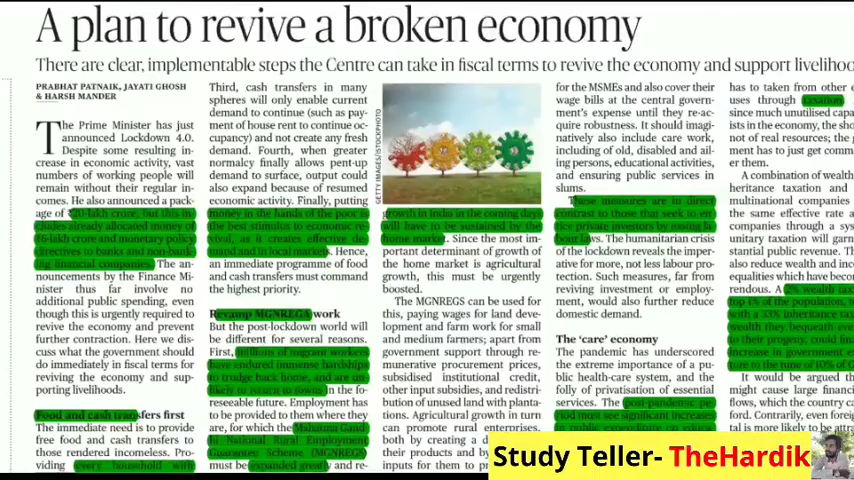 A plan to revive a broken economy
There are clear, implementable steps the Centre can take in fiscal terms to revive the economy and support
PRABHAT PATNAIK, JAYATI GHOSH
& HARSH MANDER
The Prime Minister has just
announced Lockdown 4.0.
Despite some resulting in-
crease in economic activity, vast
numbers of working people will
remain without their regular in-
comes. He also announced a pack-
age of ₹20-lakh crore, but this in-
cludes already allocated money of
₹6-lakh crore and monetary policy
directives to banks and non-bank-
ing financial companies. The an-
nouncements by the Finance Mi-
nister thus far involve no
additional public spending, even
though this is urgently required to
revive the economy and prevent
further contraction. Here we dis-
cuss what the government should
do immediately in fiscal terms for
reviving the economy and sup-
porting livelihoods.
Food and cash transfers first
The immediate need is to provide
free food and cash transfers to
those rendered incomeless. Pro-
viding every household with
Third, cash transfers in many
spheres will only enable current
demand to continue (such as pay-
ment of house rent to continue oc-
cupancy) and not create any fresh
demand. Fourth, when greater
normalcy finally allows pent-up
demand to surface, output could
also expand because of resumed
economic activity. Finally, putting
money in the hands of the poor is
the best stimulus to economic re-
vival, as it creates effective de-
mand and in local markets. Hence,
an immediate programme of food
and cash transfers must command
the highest priority.
Revamp MGNREGA work
But the post-lockdown world will
be different for several reasons.
First, millions of migrant workers
have endured immense hardships
to trudge back home, and are un-
likely to return to towns in the fo-
reseeable future. Employment has
to be provided to them where they
are, for which the Mahatma Gand-
hi National Rural Employment
Guarantee Scheme (MGNREGS)
must be expanded greatly and re-
GETTY IMAGES/ISTOCKPHOTO
growth in India in the coming days
will have to be sustained by the
home market. Since the most im-
portant determinant of growth of
the home market is agricultural
growth, this must be urgently
boosted.
The MGNREGS can be used for
this, paying wages for land devel-
opment and farm work for small
and medium farmers; apart from
government support through re-
munerative procurement prices,
subsidised institutional credit,
other input subsidies, and redistri-
bution of unused land with planta-
tions. Agricultural growth in turn
can promote rural enterprises,
both by creating a
their products and by
inputs for them to
for the MSMEs and also cover their
wage bills at the central govern-
ment's expense until they re-ac-
quire robustness. It should imagi-
natively also include care work,
including of old, disabled and ail-
ing persons, educational activities,
and ensuring public services in
slums.
These measures are in direct
contrast to those that seek to en-
tice private investors by easing la-
bour laws. The humanitarian crisis
of the lockdown reveals the imper-
ative for more, not less labour pro-
tection. Such measures, far from
reviving investment or employ-
ment, would also further reduce
domestic demand.
The 'care' economy
The pandemic has underscored
the extreme importance of a pu-
blic health-care system, and the
folly of privatisation of essential
services. The post-pandemic pe-
riod must see significant increases
in public expenditure on educa-
has to taken from other
uses through taxation
since much unutilised
ists in the economy, the
not of real resources; the
ment has to just get
er them.
A combination of wealth
heritance taxation and
multinational companies
the same effective rate
companies through a
unitary taxation will
stantial public revenue.
also reduce wealth and
equalities which have
rendous. A 2% wealth
top 1% of the population,
with a 33% inheritance
wealth they bequeath
to their progeny, could
increase in government
ture to the tune of 10% of
It would be argued
might cause large
flows, which the country
ford. Contrarily, even
tal is more likely to be
Study Teller- TheHardik